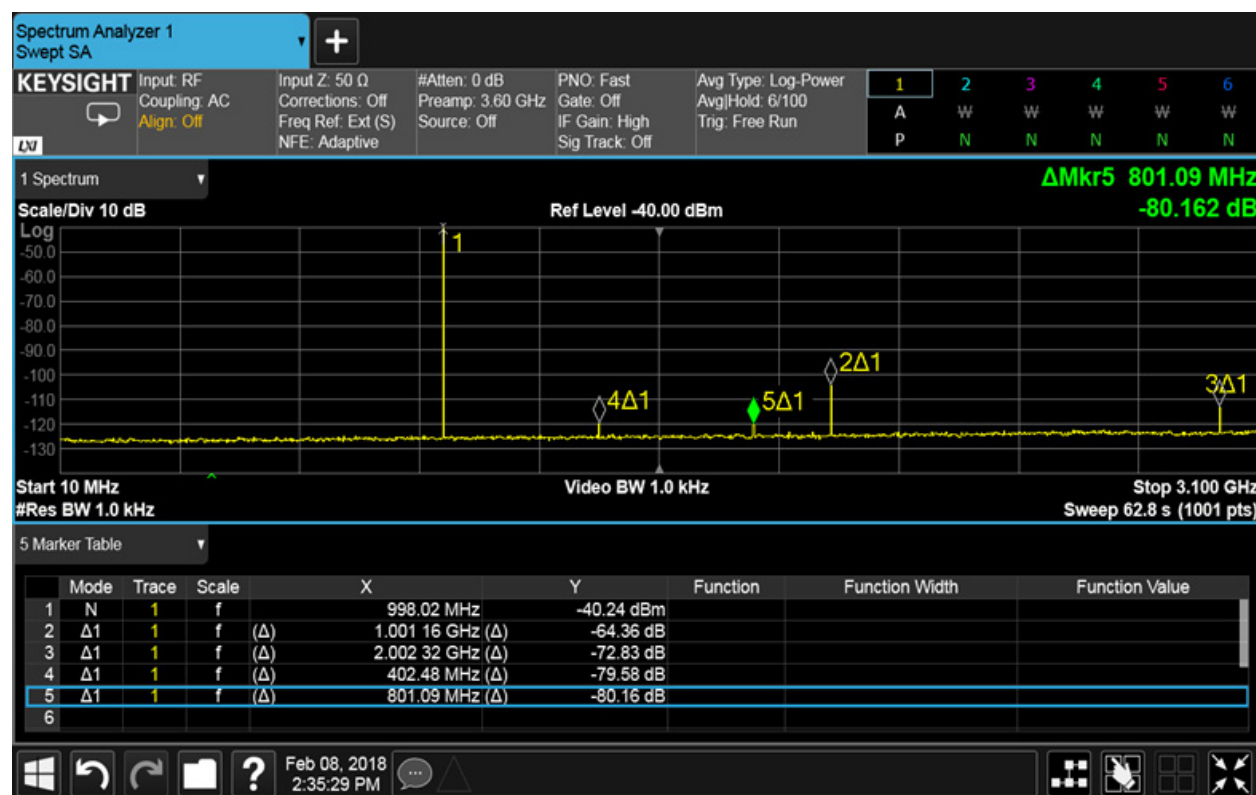 Spectrum Analyzer 1
Swept SA
KEYSIGHT
LXI
Input: RF
Coupling: AC
Align: Off
Input Z: 50 Ω
Corrections: Off
Freq Ref: Ext (S)
NFE: Adaptive
#Atten: 0 dB
Preamp: 3.60 GHz
Source: Off
PNO: Fast
Gate: Off
IF Gain: High
Sig Track: Off
Avg Type: Log-Power
Avg|Hold: 6/100
Trig: Free Run
1 2 3 4 5 6
A W W W W W
P N N N N N
1 Spectrum
ΔMkr5 801.09 MHz
-80.162 dB
Scale/Div 10 dB
Ref Level -40.00 dBm
Log
-50.0
-60.0
-70.0
-80.0
-90.0
-100
-110
-120
-130
1
2Δ1
3Δ1
4Δ1
5Δ1
Start 10 MHz
Video BW 1.0 kHz
Stop 3.100 GHz
#Res BW 1.0 kHz
Sweep 62.8 s (1001 pts)
5 Marker Table
Mode Trace Scale X Y Function Function Width Function Value
1 N 1 f 998.02 MHz -40.24 dBm
2 Δ1 1 f (Δ) 1.001 16 GHz (Δ) -64.36 dB
3 Δ1 1 f (Δ) 2.002 32 GHz (Δ) -72.83 dB
4 Δ1 1 f (Δ) 402.48 MHz (Δ) -79.58 dB
5 Δ1 1 f (Δ) 801.09 MHz (Δ) -80.16 dB
6
?
Feb 08, 2018
2:35:29 PM